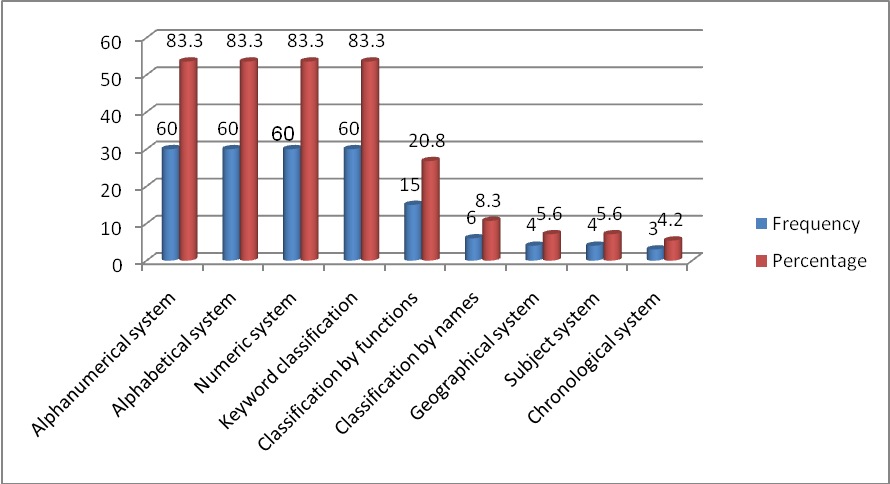 60
50
40
30
20
10
0
83.3
83.3
83.3
83.3
60
60
60
60
20.8
15
8.3
6
5.6
4
5.6
4
4.2
3
Alphanumerical system
Alphabetical system
Numeric system
Keyword classification
Classification by functions
Classification by names
Geographical system
Subject system
Chronological system
Frequency
Percentage